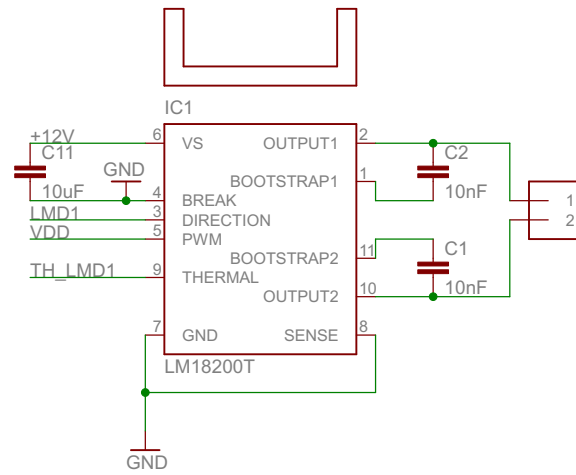 IC1
+12V
6
VS
OUTPUT1
2
C11
C2
GND
1
BOOTSTRAP1
10uF
10nF
1
4
BREAK
LMD1
3
DIRECTION
2
VDD
5
PWM
11
BOOTSTRAP2
C1
TH_LMD1
9
THERMAL
10nF
OUTPUT2
10
7
GND
SENSE
8
LM18200T
GND